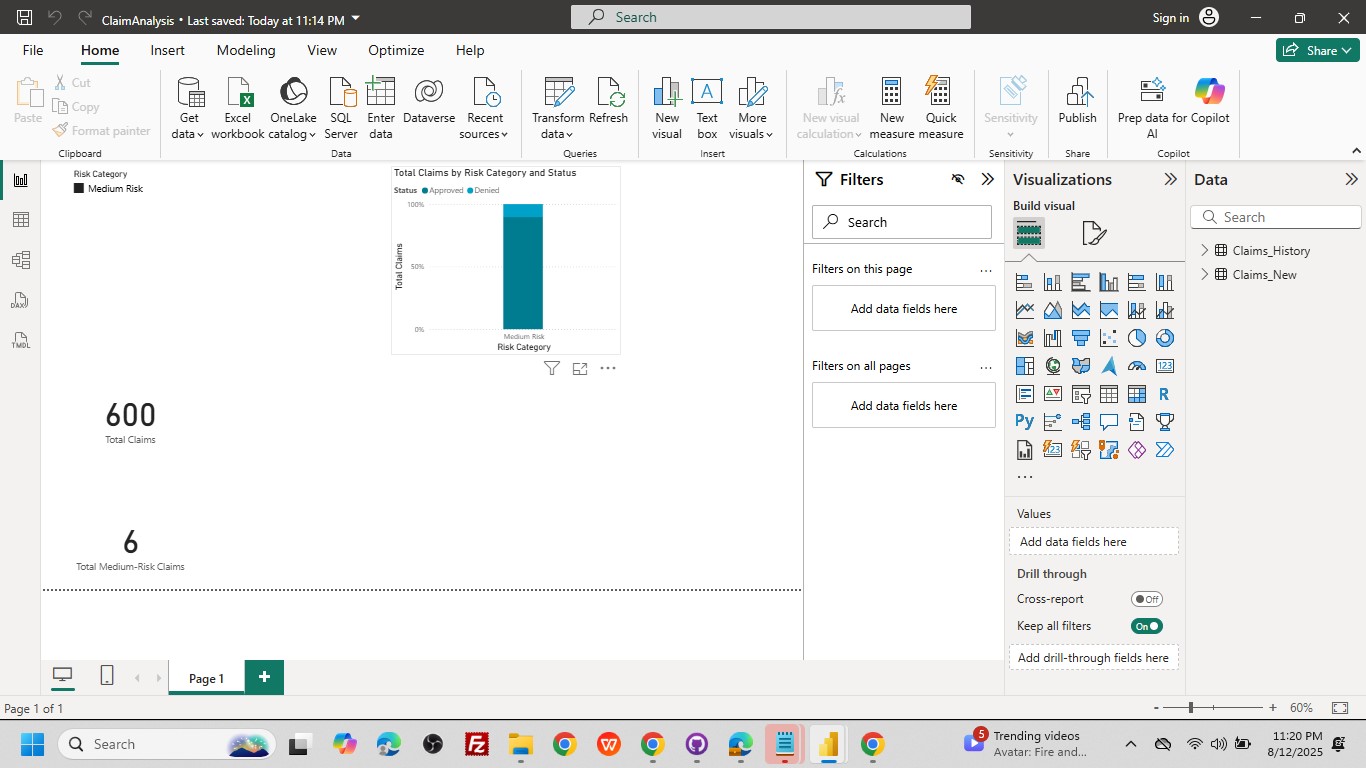 ClaimAnalysis • Last saved: Today at 11:14 PM
Search
Sign in
File
Home
Insert
Modeling
View
Optimize
Help
Share
Paste
Cut
Copy
Format painter
Clipboard
Get data
Excel workbook
OneLake catalog
SQL Server
Enter data
Dataverse
Recent sources
Data
Transform data
Refresh
Queries
New visual
Text box
More visuals
Insert
New visual calculation
New measure
Quick measure
Calculations
Sensitivity
Sensitivity
Publish
Share
Prep data for AI
Copilot
Copilot
Risk Category
Medium Risk
Total Claims by Risk Category and Status
Status Approved Denied
100%
50%
0%
Total Claims
Medium Risk
Risk Category
600
Total Claims
6
Total Medium-Risk Claims
Filters
Search
Filters on this page
...
Add data fields here
Filters on all pages
...
Add data fields here
Visualizations
Build visual
123
R
Py
123
...
Values
Add data fields here
Drill through
Cross-report
Off
Keep all filters
On
Add drill-through fields here
Data
Search
Claims_History
Claims_New
DAX
TMDL
Page 1
+
Page 1 of 1
- + 60%
Search
5
Trending videos
Avatar: Fire and...
11:20 PM
8/12/2025